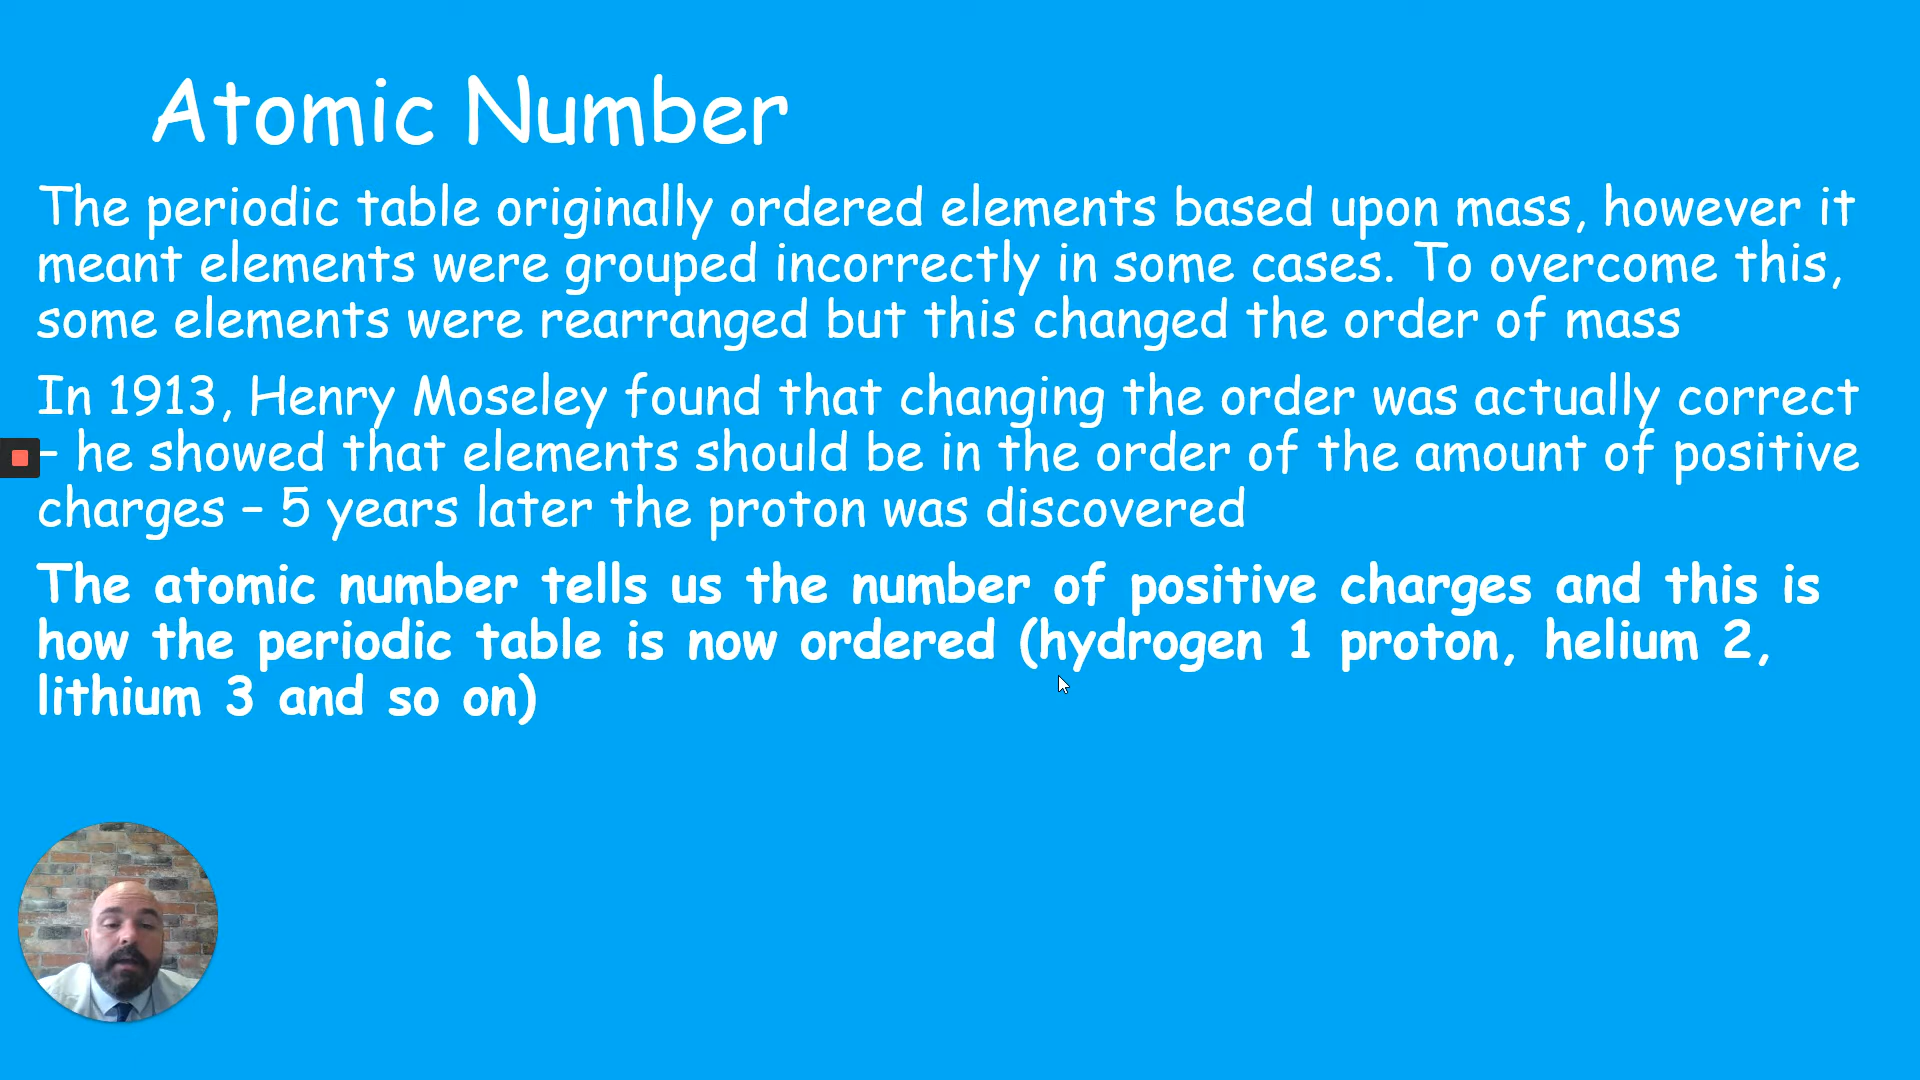 Atomic Number
The periodic table originally ordered elements based upon mass, however it
meant elements were grouped incorrectly in some cases. To overcome this,
some elements were rearranged but this changed the order of mass
In 1913, Henry Moseley found that changing the order was actually correct
– he showed that elements should be in the order of the amount of positive
charges – 5 years later the proton was discovered
The atomic number tells us the number of positive charges and this is
how the periodic table is now ordered (hydrogen 1 proton, helium 2,
lithium 3 and so on)